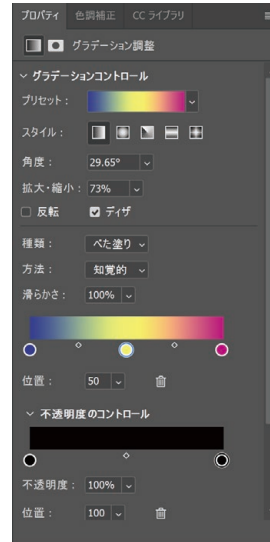 プロパティ 色調補正 CC ライブラリ
グラデーション調整
グラデーションコントロール
プリセット：
スタイル：
角度： 29.65°
拡大・縮小： 73%
反転 ディザ
種類： べた塗り
方法： 知覚的
滑らかさ： 100%
位置： 50
不透明度のコントロール
不透明度： 100%
位置： 100